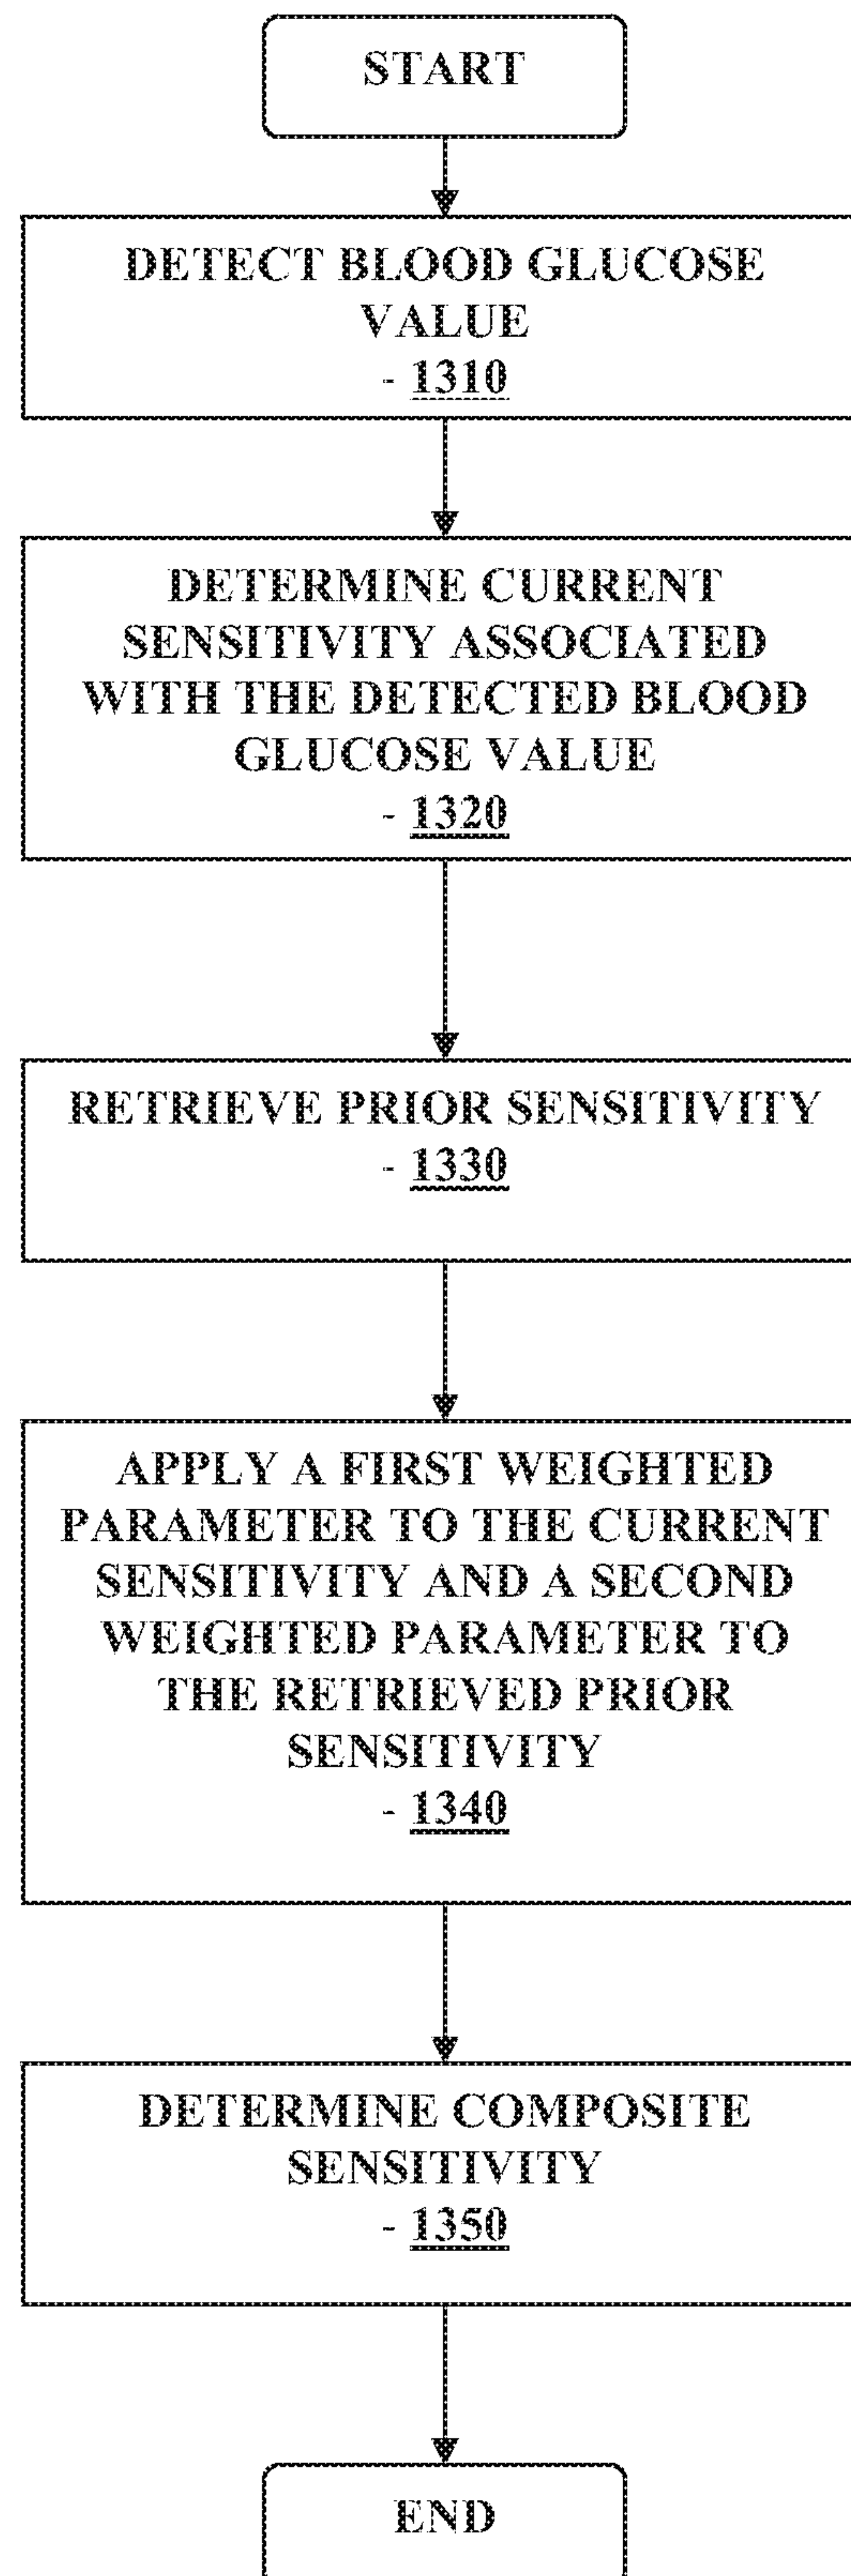 START
DETECT BLOOD GLUCOSE
VALUE
- 1310
DETERMINE CURRENT
SENSITIVITY ASSOCIATED
WITH THE DETECTED BLOOD
GLUCOSE VALUE
- 1320
RETRIEVE PRIOR SENSITIVITY
- 1330
APPLY A FIRST WEIGHTED
PARAMETER TO THE CURRENT
SENSITIVITY AND A SECOND
WEIGHTED PARAMETER TO
THE RETRIEVED PRIOR
SENSITIVITY
- 1340
DETERMINE COMPOSITE
SENSITIVITY
- 1350
END